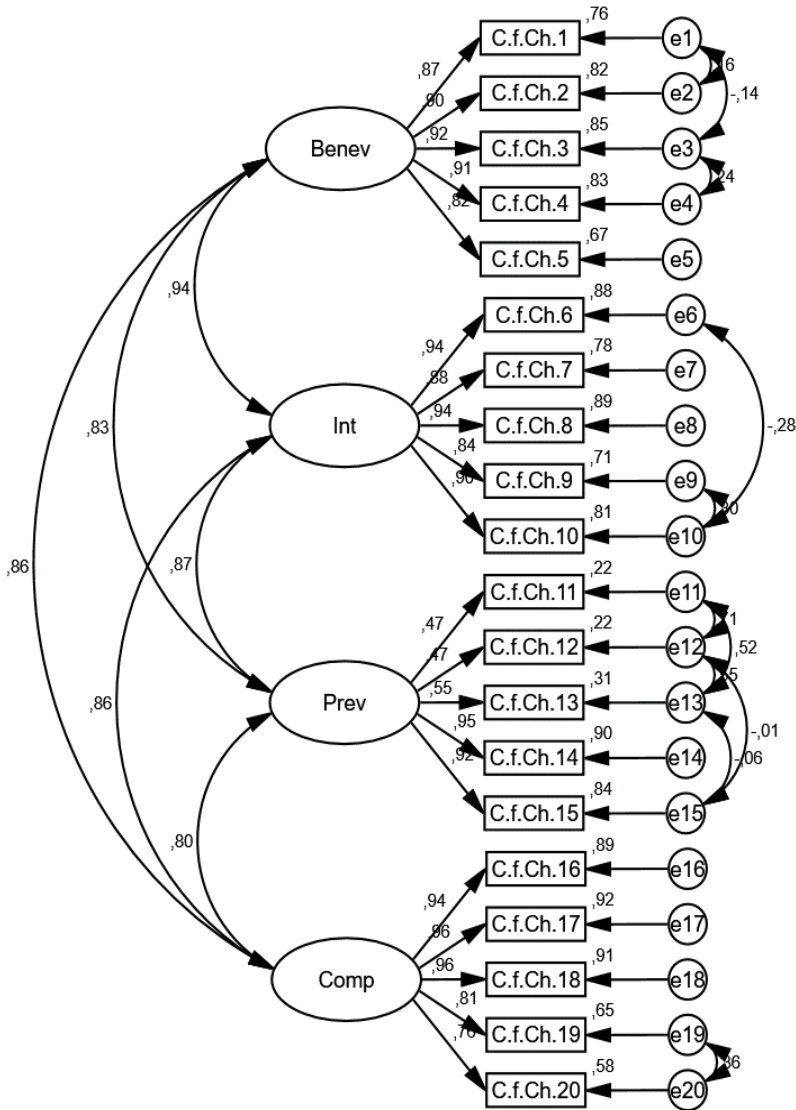 ,76
C.f.Ch.1
e1
,87
,82
C.f.Ch.2
e2
-,14
,90
,85
Benev
,92
C.f.Ch.3
e3
,91
,83
C.f.Ch.4
e4
,82
,67
C.f.Ch.5
e5
,94
,88
C.f.Ch.6
e6
,94
,78
C.f.Ch.7
e7
,88
,89
,83
Int
,94
C.f.Ch.8
e8
-,28
,84
,71
C.f.Ch.9
e9
,90
,81
C.f.Ch.10
e10
,86
,87
,22
C.f.Ch.11
e11
,47
,22
C.f.Ch.12
e12
,52
,47
,31
,86
Prev
,55
C.f.Ch.13
e13
-,01
,95
,90
C.f.Ch.14
e14
-,06
,92
,84
C.f.Ch.15
e15
,80
,89
C.f.Ch.16
e16
,94
,92
C.f.Ch.17
e17
,96
,91
Comp
,96
C.f.Ch.18
e18
,81
,65
C.f.Ch.19
e19
,76
,58
C.f.Ch.20
e20